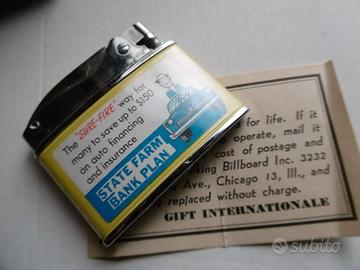 The "SURE-FIRE" way for
many to save up to $150
on auto financing
and insurance
STATE FARM
BANK PLAN
for life. If it
operate, mail it
cost of postage and
lking Billboard Inc. 3232
Ave., Chicago 13, Ill., and
replaced without charge.
GIFT INTERNATIONALE
subito